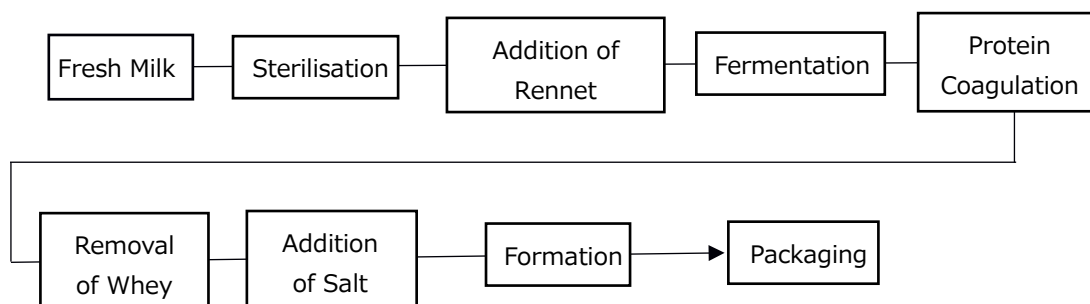 Fresh Milk
Sterilisation
Addition of
Rennet
Fermentation
Protein
Coagulation
Removal
of Whey
Addition
of Salt
Formation
Packaging